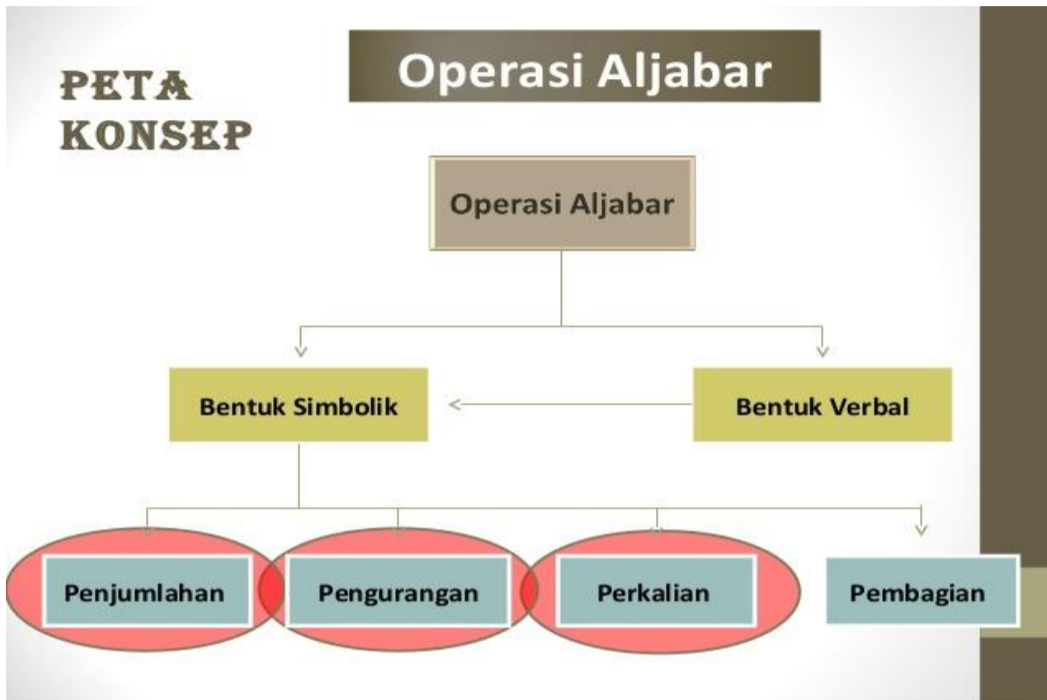 PETA
KONSEP
Operasi Aljabar
Operasi Aljabar
Bentuk Simbolik
Bentuk Verbal
Penjumlahan
Pengurangan
Perkalian
Pembagian